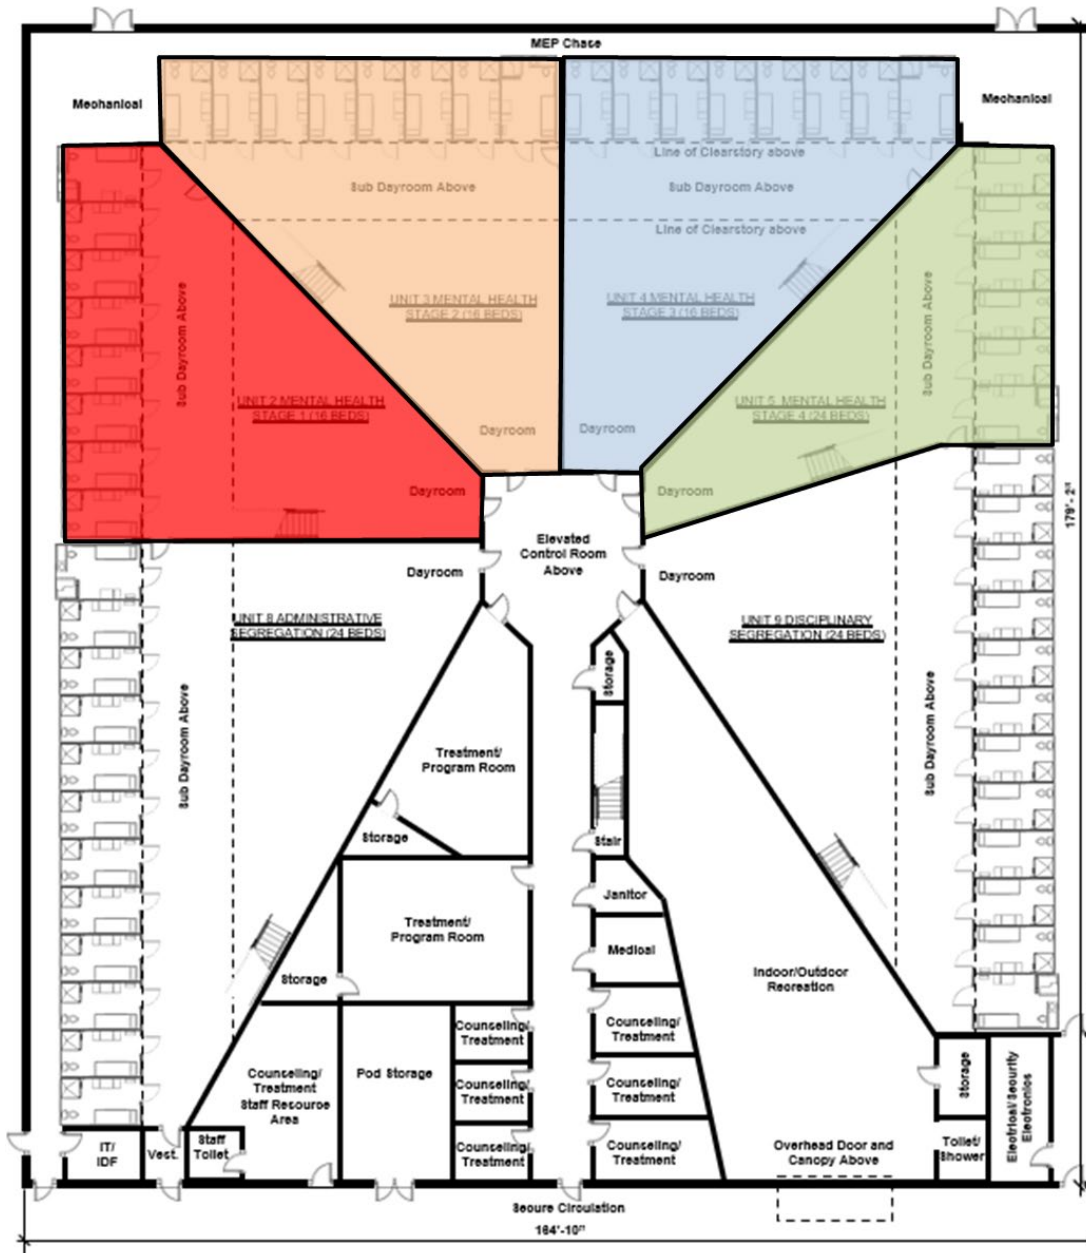 MEP Chase
Mechanical
Mechanical
Line of Clearstory above
Sub Dayroom Above
Sub Dayroom Above
Line of Clearstory above
UNIT 3 MENTAL HEALTH
STAGE 2 (16 BEDS)
UNIT 4 MENTAL HEALTH
STAGE 3 (16 BEDS)
Sub Dayroom Above
Sub Dayroom Above
UNIT 2 MENTAL HEALTH
STAGE 1 (16 BEDS)
UNIT 5 MENTAL HEALTH
STAGE 4 (24 BEDS)
Dayroom
Dayroom
Dayroom
Dayroom
179'- 2"
Elevated
Control Room
Above
Dayroom
Dayroom
UNIT 8 ADMINISTRATIVE
SEGREGATION (24 BEDS)
UNIT 9 DISCIPLINARY
SEGREGATION (24 BEDS)
Storage
Sub Dayroom Above
Sub Dayroom Above
Treatment/
Program Room
Storage
Stair
Janitor
Treatment/
Program Room
Medical
Storage
Indoor/Outdoor
Recreation
Counseling/
Treatment
Counseling/
Treatment
Counseling/
Treatment
Staff Resource
Area
Pod Storage
Counseling/
Treatment
Counseling/
Treatment
Storage
Electrical/Security
Electronics
IT/
IDF
Vest.
Staff
Toilet
Counseling/
Treatment
Counseling/
Treatment
Overhead Door and
Canopy Above
Toilet/
Shower
Secure Circulation
164'-10"